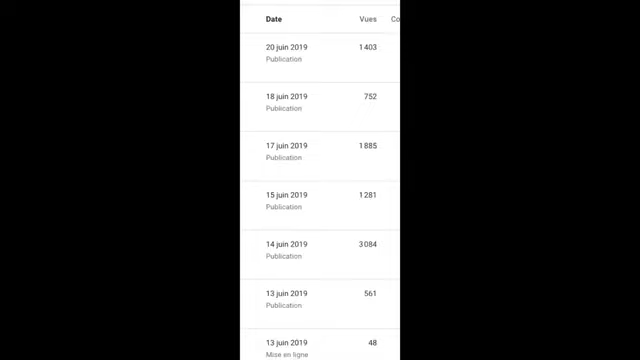 Date Vues Co
20 juin 2019 1 403
Publication
18 juin 2019 752
Publication
17 juin 2019 1 885
Publication
15 juin 2019 1 281
Publication
14 juin 2019 3 084
Publication
13 juin 2019 561
Publication
13 juin 2019 48
Mise en ligne